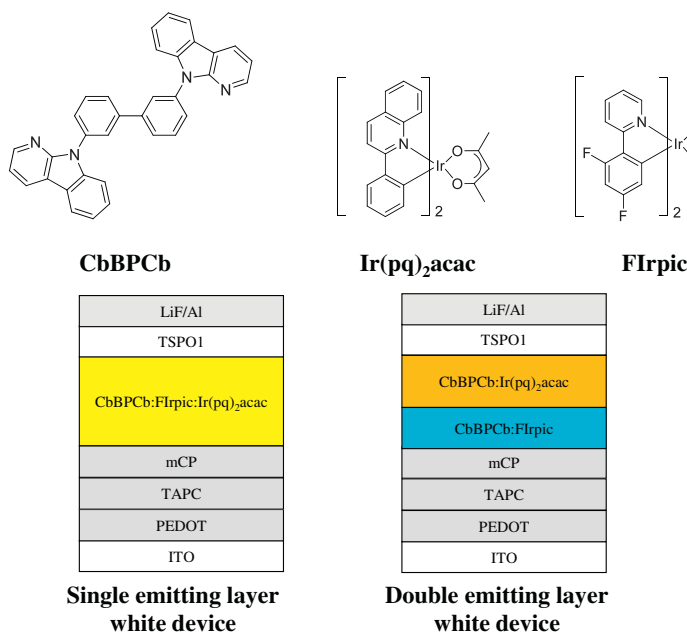 N
N
N
N
N
O
Ir
O
2
N
Ir
F
F
2
CbBPCb
Ir(pq)₂acac
FIrpic
LiF/Al
TSPO1
CbBPCb:FIrpic:Ir(pq)₂acac
mCP
TAPC
PEDOT
ITO
Single emitting layer
white device
LiF/Al
TSPO1
CbBPCb:Ir(pq)₂acac
CbBPCb:FIrpic
mCP
TAPC
PEDOT
ITO
Double emitting layer
white device